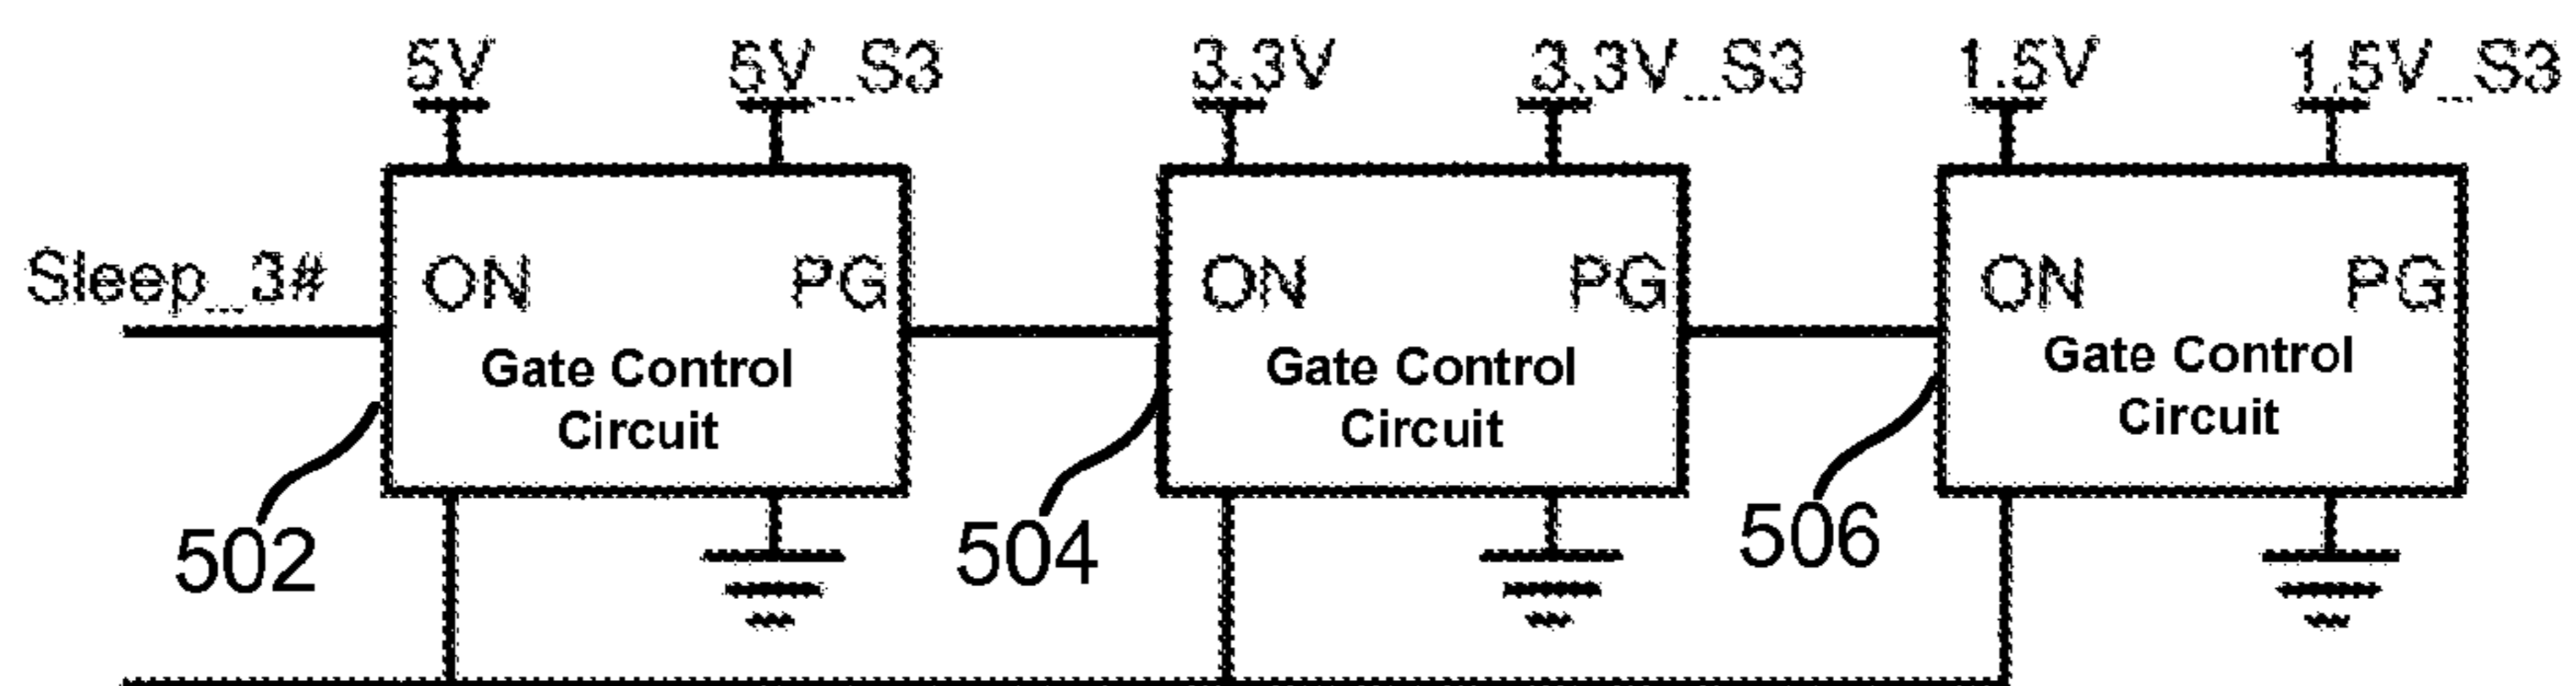 5V 5V_S3 3.3V 3.3V_S3 1.5V 1.5V_S3
Sleep_3# ON PG ON PG ON PG
Gate Control Gate Control Gate Control
Circuit Circuit Circuit
502 504 506